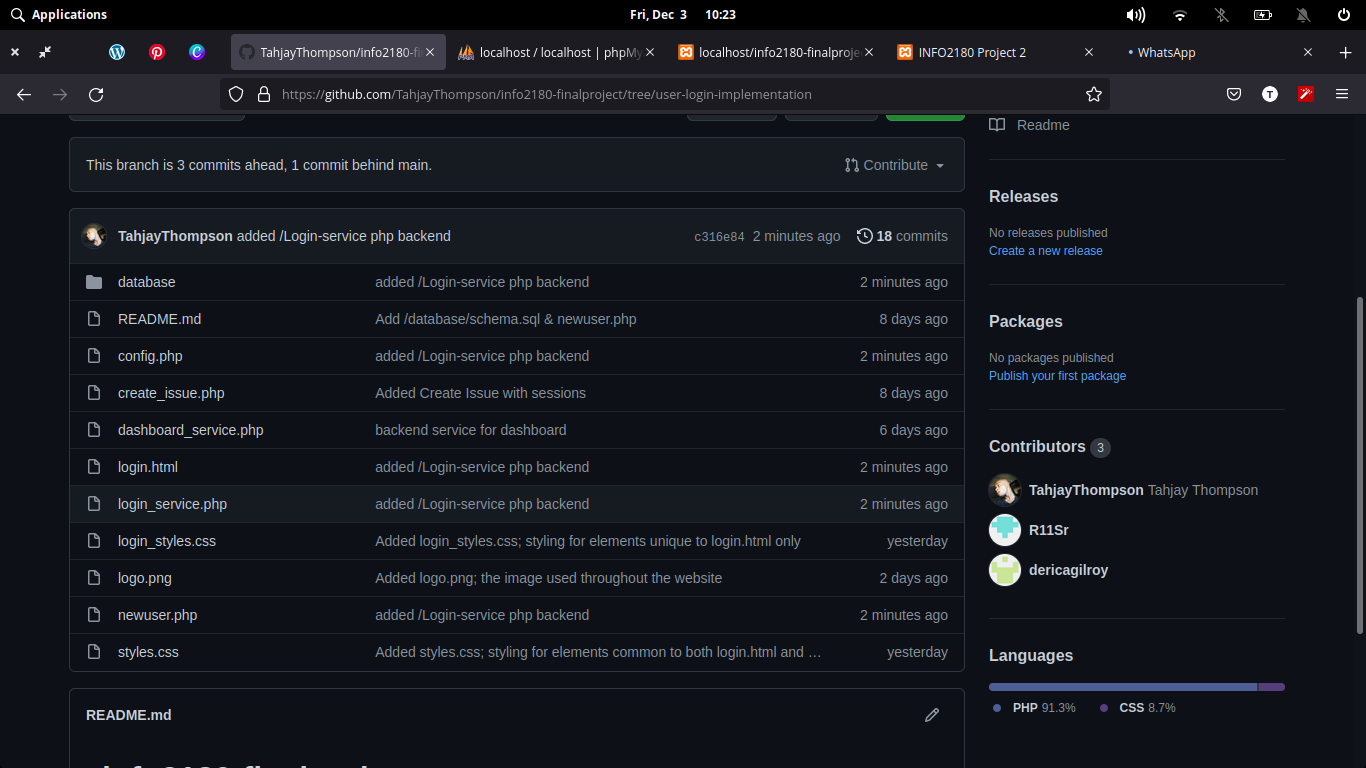 Applications
Fri, Dec 3 10:23
TahjayThompson/info2180-fi
localhost / localhost | phpMy
localhost/info2180-finalproje
INFO2180 Project 2
• WhatsApp
https://github.com/TahjayThompson/info2180-finalproject/tree/user-login-implementation
T
This branch is 3 commits ahead, 1 commit behind main.
Contribute
TahjayThompson added /Login-service php backend c316e84 2 minutes ago 18 commits
database added /Login-service php backend 2 minutes ago
README.md Add /database/schema.sql & newuser.php 8 days ago
config.php added /Login-service php backend 2 minutes ago
create_issue.php Added Create Issue with sessions 8 days ago
dashboard_service.php backend service for dashboard 6 days ago
login.html added /Login-service php backend 2 minutes ago
login_service.php added /Login-service php backend 2 minutes ago
login_styles.css Added login_styles.css; styling for elements unique to login.html only yesterday
logo.png Added logo.png; the image used throughout the website 2 days ago
newuser.php added /Login-service php backend 2 minutes ago
styles.css Added styles.css; styling for elements common to both login.html and … yesterday
README.md
Readme
Releases
No releases published
Create a new release
Packages
No packages published
Publish your first package
Contributors 3
TahjayThompson Tahjay Thompson
R11Sr
dericagilroy
Languages
PHP 91.3% CSS 8.7%